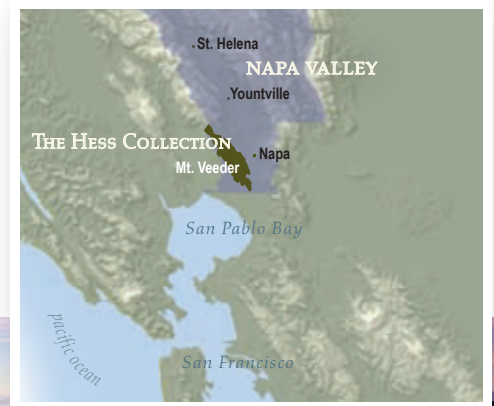 St. Helena
NAPA VALLEY
Yountville
THE HESS COLLECTION
Napa
Mt. Veeder
San Pablo Bay
pacific ocean
San Francisco